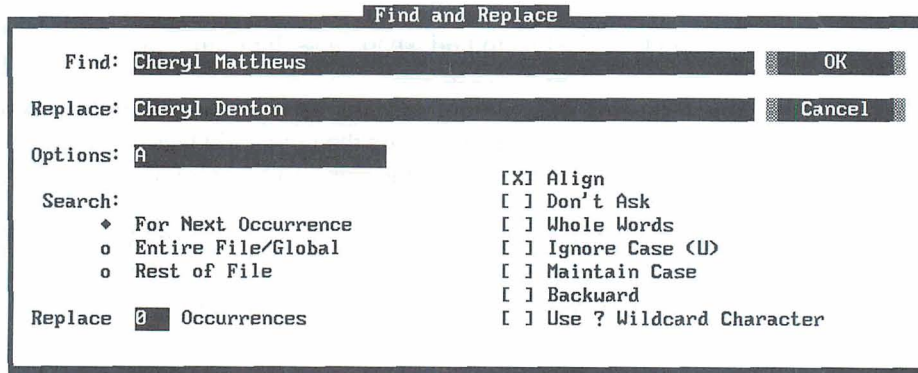 Find and Replace
Find: Cheryl Matthews
OK
Replace: Cheryl Denton
Cancel
Options: A
[X] Align
Search:
[ ] Don't Ask
♦ For Next Occurrence
[ ] Whole Words
o Entire File/Global
[ ] Ignore Case (U)
o Rest of File
[ ] Maintain Case
[ ] Backward
Replace 0 Occurrences
[ ] Use ? Wildcard Character